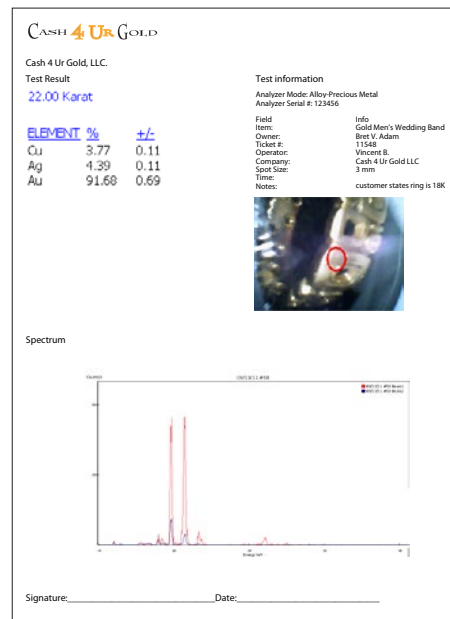 CASH 4 UR GOLD
Cash 4 Ur Gold, LLC.
Test Result
22.00 Karat
ELEMENT % +/-
Cu 3.77 0.11
Ag 4.39 0.11
Au 91.68 0.69
Test information
Analyzer Mode: Alloy-Precious Metal
Analyzer Serial #: 123456
Field Info
Item: Gold Men's Wedding Band
Owner: Bret V. Adam
Ticket #: 11548
Operator: Vincent B.
Company: Cash 4 Ur Gold LLC
Spot Size: 3 mm
Time:
Notes: customer states ring is 18K
Spectrum
Signature: Date: